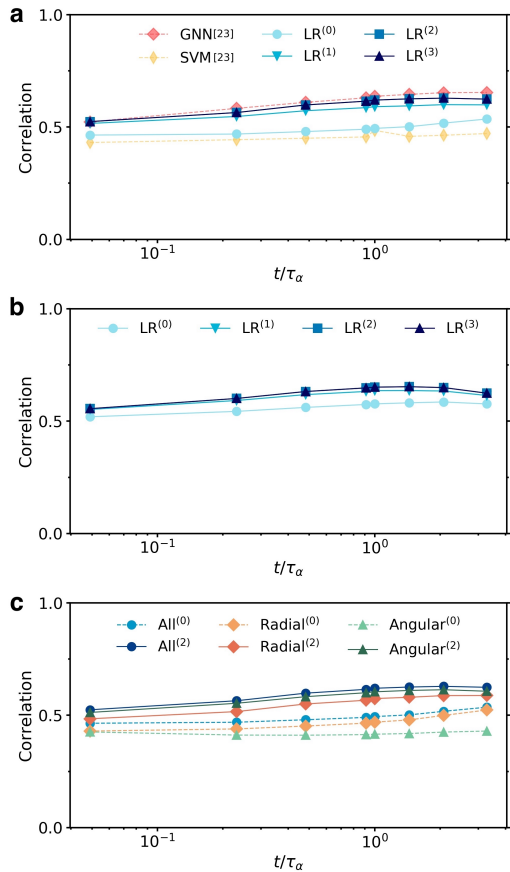 a
GNN[23] LR(0) LR(2)
SVM[23] LR(1) LR(3)
1.0
0.5
0.0
Correlation
10⁻¹ 10⁰
t/τα
b
LR(0) LR(1) LR(2) LR(3)
1.0
0.5
0.0
Correlation
10⁻¹ 10⁰
t/τα
c
All(0) Radial(0) Angular(0)
All(2) Radial(2) Angular(2)
1.0
0.5
0.0
Correlation
10⁻¹ 10⁰
t/τα